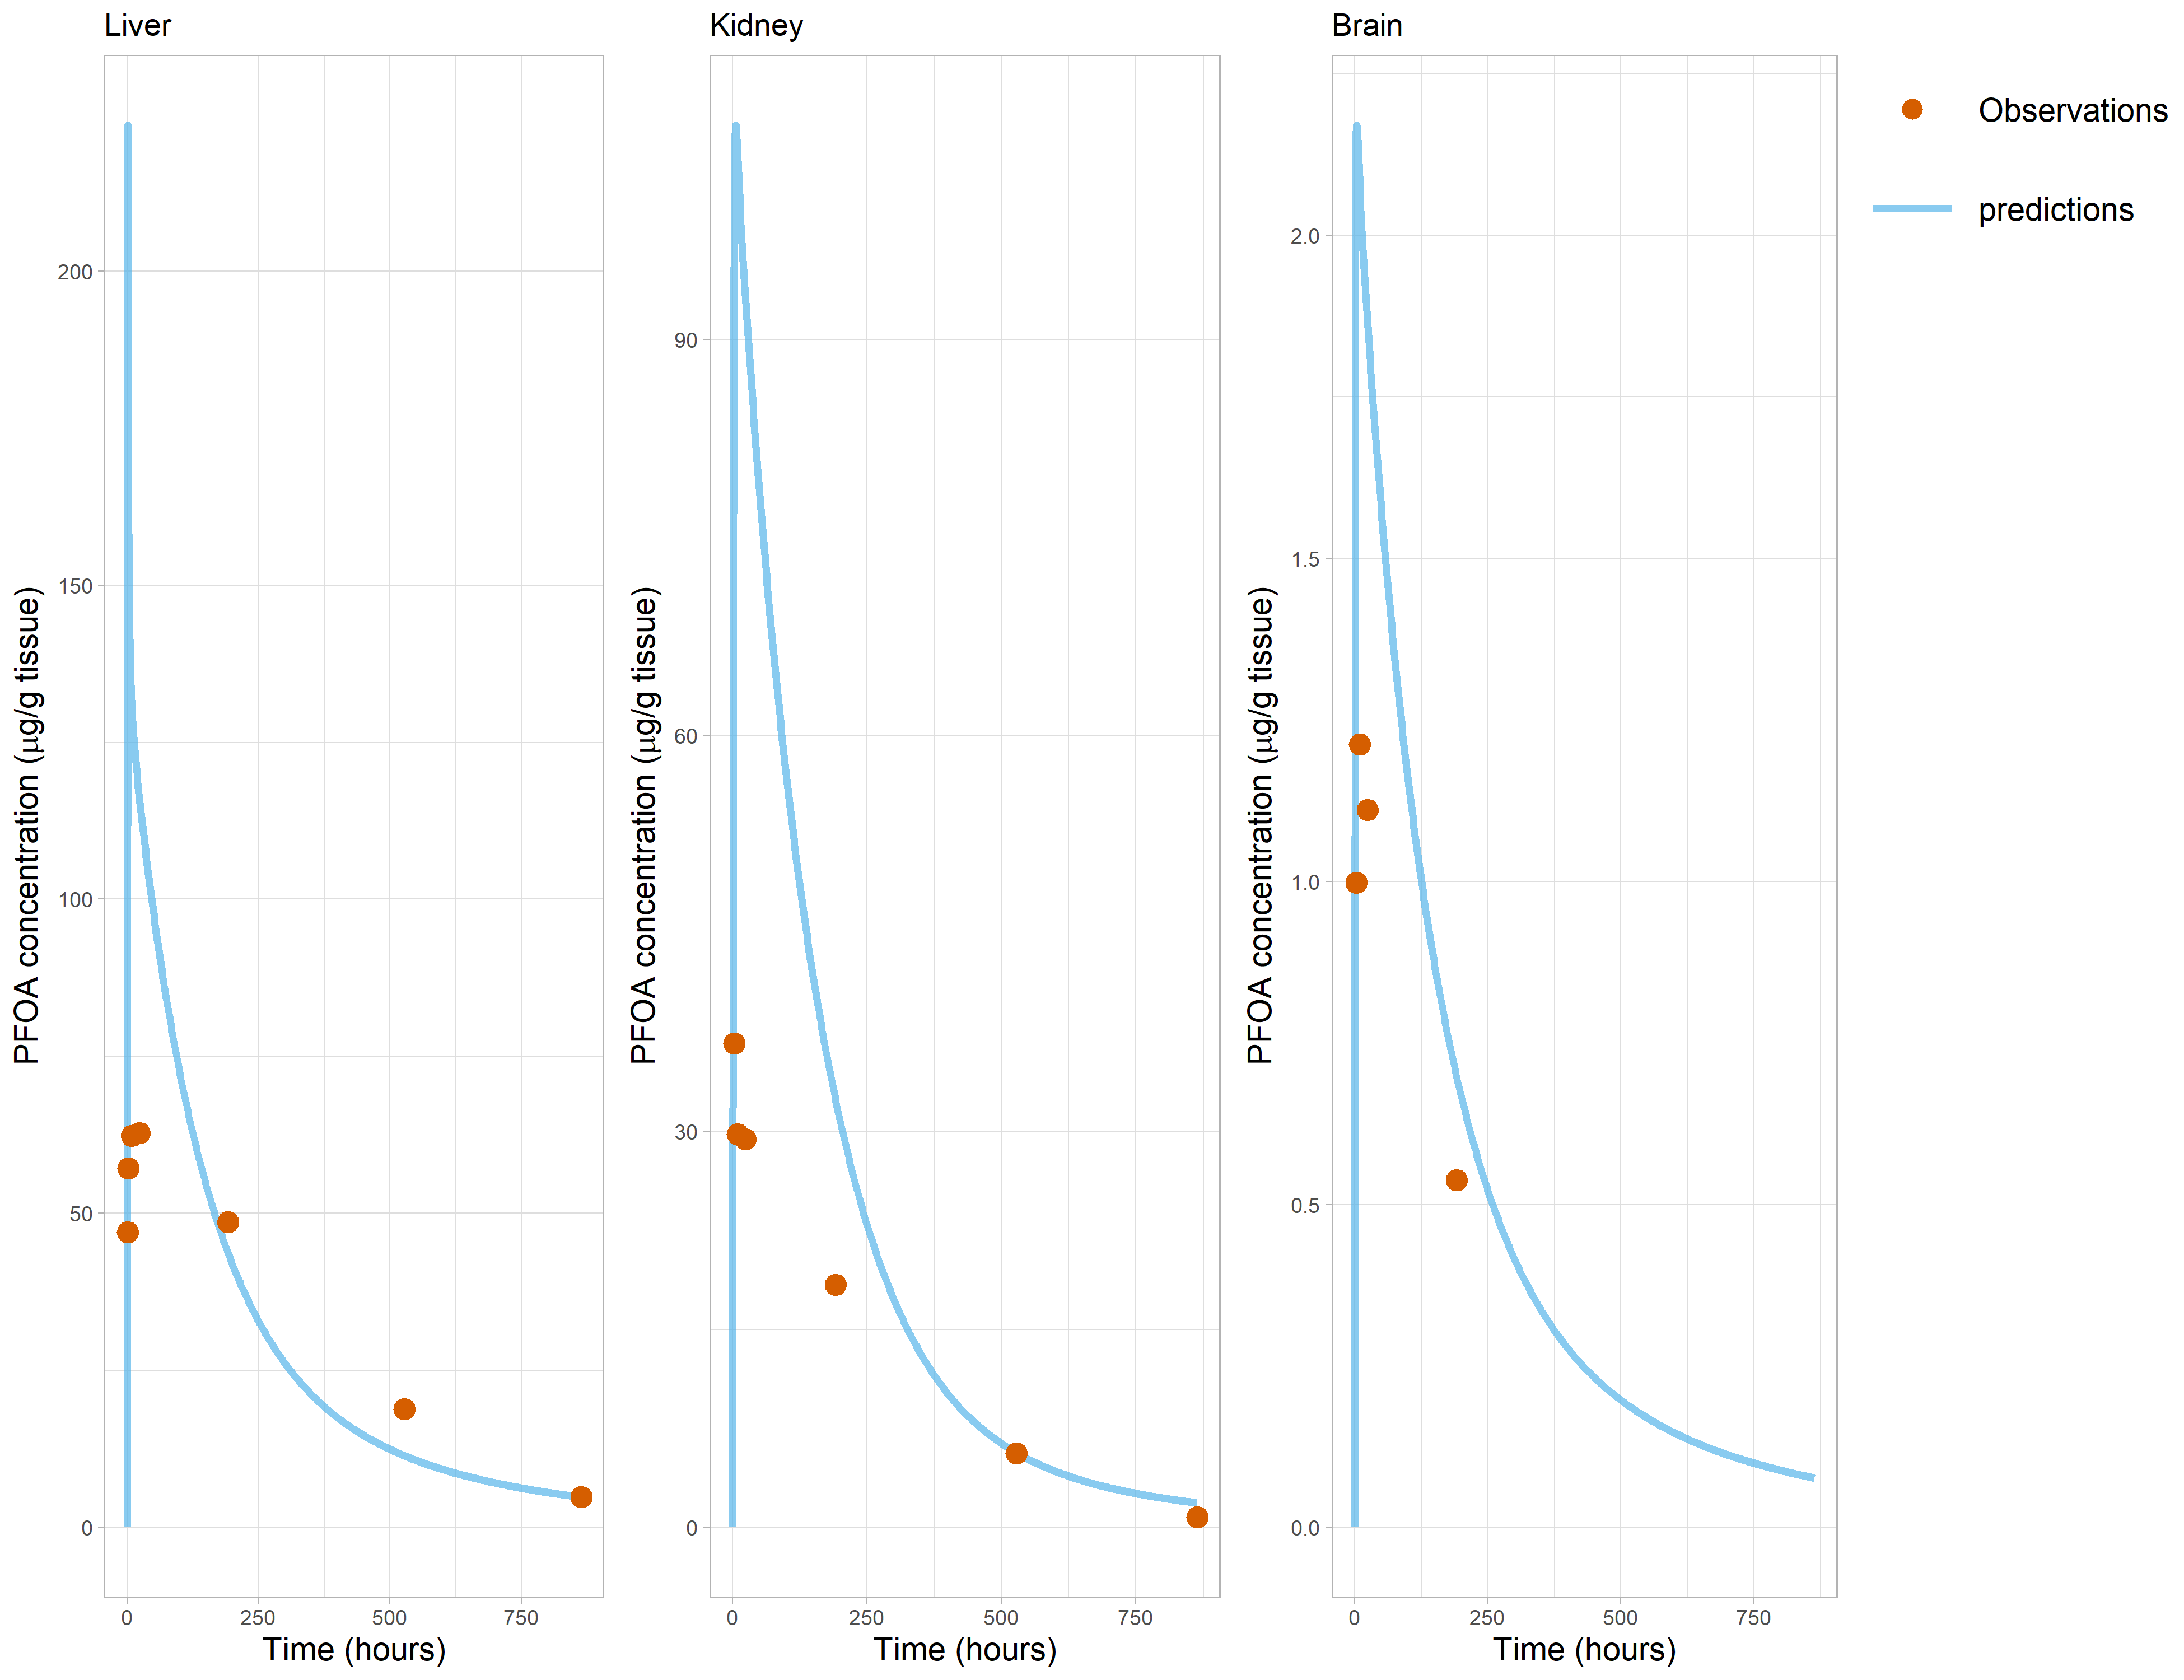 Liver
PFOA concentration (μg/g tissue)
200
150
100
50
0
0 250 500 750
Time (hours)
Kidney
PFOA concentration (μg/g tissue)
90
60
30
0
0 250 500 750
Time (hours)
Brain
PFOA concentration (μg/g tissue)
2.0
1.5
1.0
0.5
0.0
0 250 500 750
Time (hours)
Observations
predictions